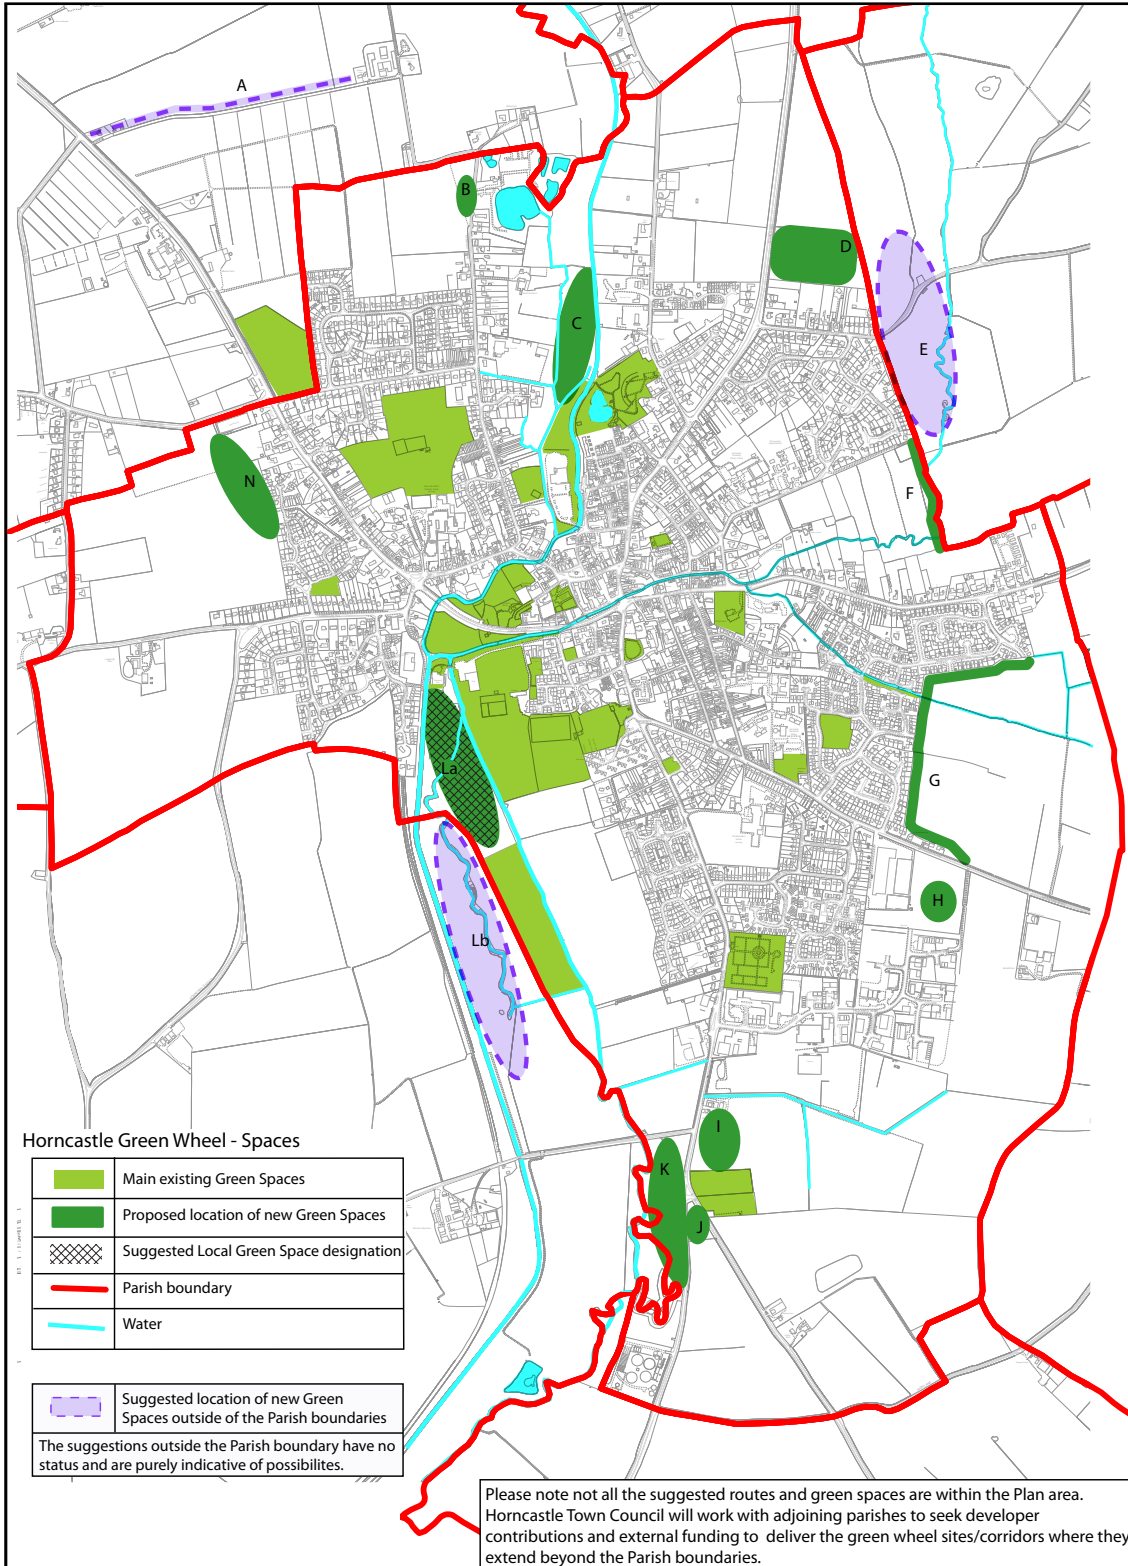 A
B
C
D
E
F
G
H
I
J
K
La
Lb
N
Horncastle Green Wheel - Spaces
Main existing Green Spaces
Proposed location of new Green Spaces
Suggested Local Green Space designation
Parish boundary
Water
Suggested location of new Green
Spaces outside of the Parish boundaries
The suggestions outside the Parish boundary have no
status and are purely indicative of possibilites.
Please note not all the suggested routes and green spaces are within the Plan area.
Horncastle Town Council will work with adjoining parishes to seek developer
contributions and external funding to deliver the green wheel sites/corridors where they
extend beyond the Parish boundaries.